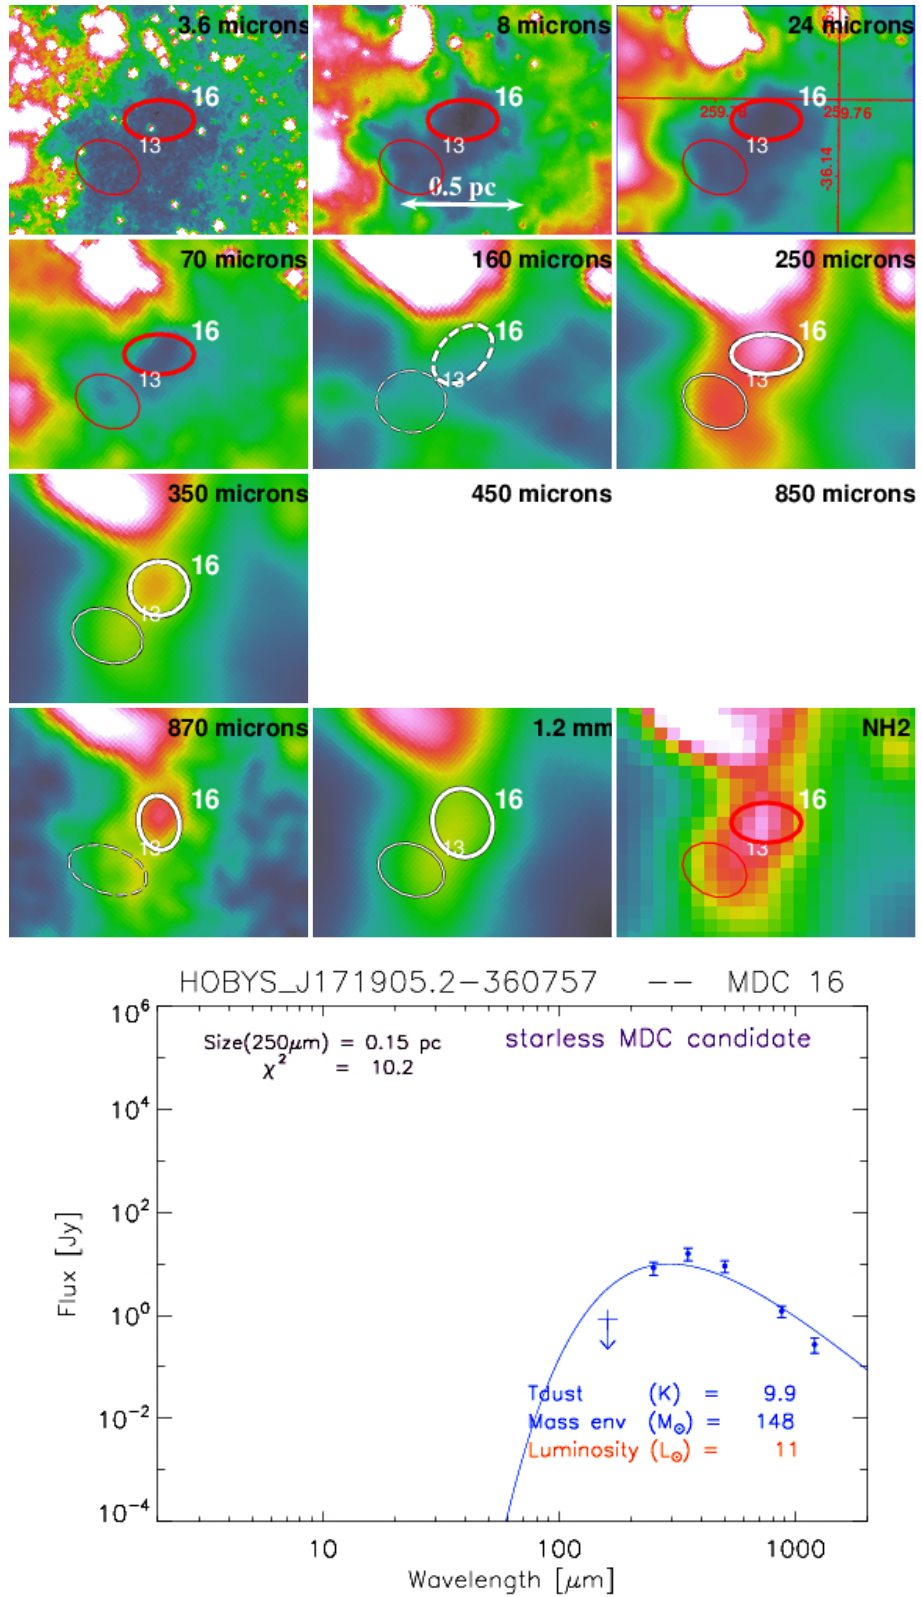 3.6 microns
16
13
8 microns
16
13
0.5 pc
24 microns
16
259.76
259.76
13
-36.14
70 microns
16
13
160 microns
16
13
250 microns
16
13
350 microns
16
13
450 microns
850 microns
870 microns
16
13
1.2 mm
16
13
NH2
16
13
HOBYS_J171905.2-360757 -- MDC 16
Size(250μm) = 0.15 pc
χ² = 10.2
starless MDC candidate
10⁶
10⁴
10²
10⁰
10⁻²
10⁻⁴
Flux [Jy]
Tdust (K) = 9.9
Mass env (M⊙) = 148
Luminosity (L⊙) = 11
10
100
1000
Wavelength [μm]